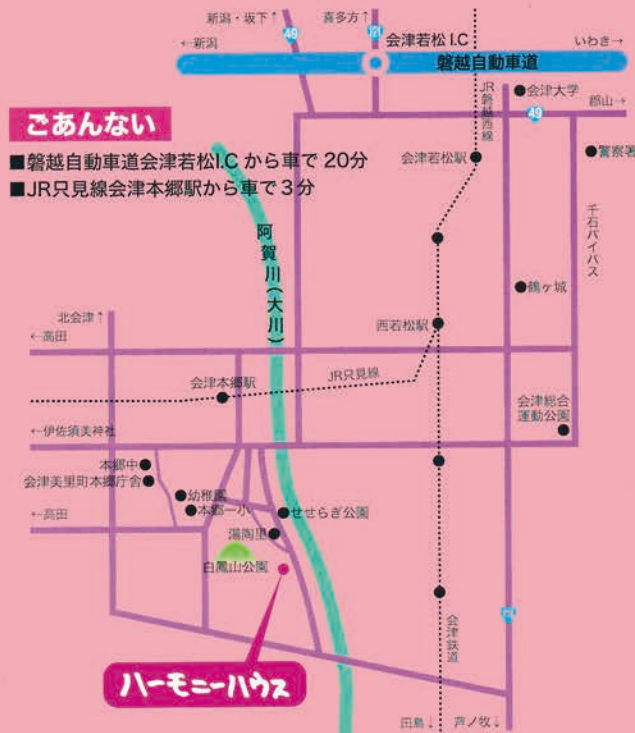 新潟・坂下↑
喜多方↑
49
121
会津若松I.C
←新潟
いわき→
磐越自動車道
JR磐越西線
会津大学
郡山→
49
ごあんない
■磐越自動車道会津若松I.C から車で 20分
■JR只見線会津本郷駅から車で3分
会津若松駅
警察署
千石バイパス
阿賀川(大川)
鶴ヶ城
北会津↑
西若松駅
←高田
JR只見線
会津本郷駅
会津総合
運動公園
←伊佐須美神社
本郷中
会津美里町本郷庁舎
幼稚園
本郷一小
せせらぎ公園
←高田
湯陶里
白鳳山公園
121
会津鉄道
ハーモニーハウス
田島↓
芦ノ牧↓